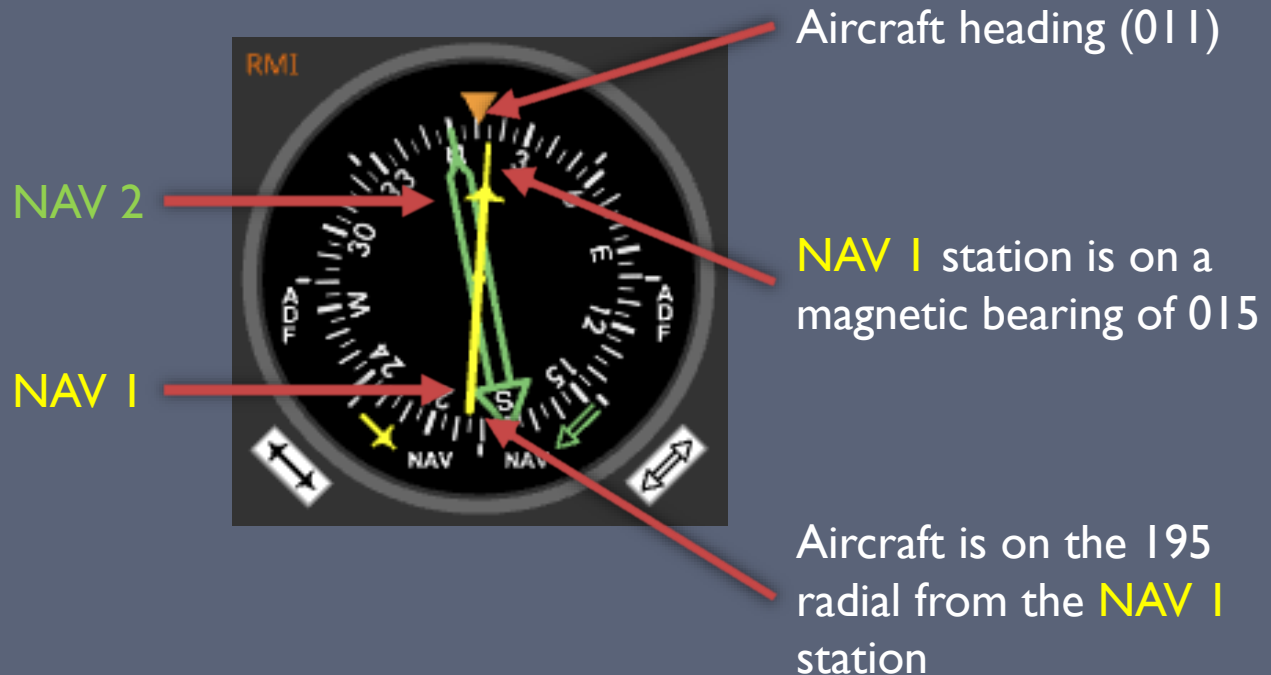 Aircraft heading (011)
RMI
NAV 2
NAV 1 station is on a
magnetic bearing of 015
NAV 1
Aircraft is on the 195
radial from the NAV 1
station
N
3
E
12
15
S
24
W
30
33
ADF
ADF
NAV
NAV